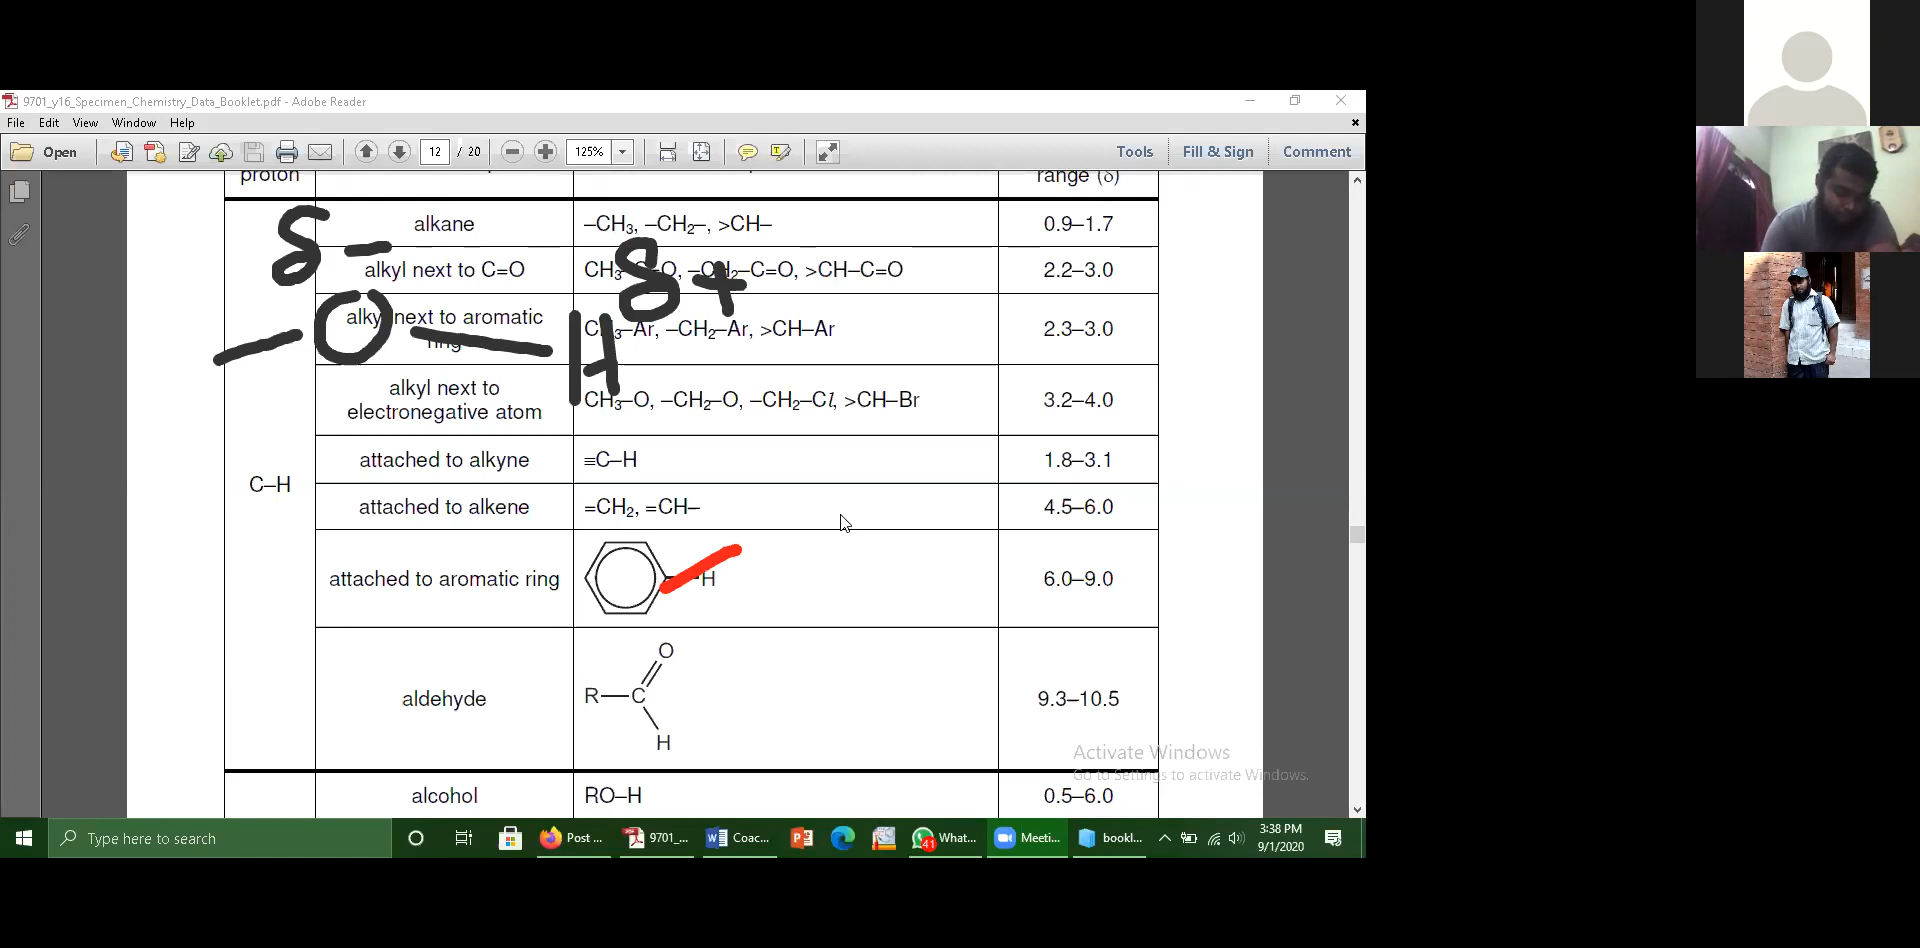 9701_y16_Specimen_Chemistry_Data_Booklet.pdf - Adobe Reader
File Edit View Window Help
Open 12 / 20 125% Tools Fill & Sign Comment
proton range (δ)
alkane –CH₃, –CH₂–, >CH– 0.9–1.7
δ –
alkyl next to C=O CH₃–C=O, –CH₂–C=O, >CH–C=O 2.2–3.0
δ+
alkyl next to aromatic
ring CH₃–Ar, –CH₂–Ar, >CH–Ar 2.3–3.0
– O — H
alkyl next to
electronegative atom CH₃–O, –CH₂–O, –CH₂–Cl, >CH–Br 3.2–4.0
attached to alkyne ≡C–H 1.8–3.1
C–H
attached to alkene =CH₂, =CH– 4.5–6.0
attached to aromatic ring H 6.0–9.0
O
aldehyde R–C 9.3–10.5
H
Activate Windows
Go to Settings to activate Windows.
alcohol RO–H 0.5–6.0
Type here to search Post ... 9701_... Coac... 41 What... Meeti... bookl... 3:38 PM
9/1/2020